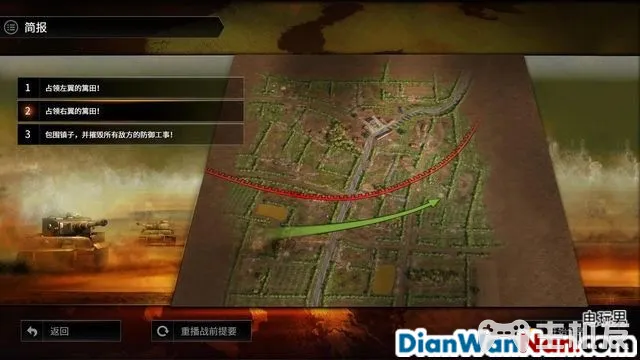 简报
1 占领左翼的篱田!
2 占领右翼的篱田!
3 包围镇子，并摧毁所有敌方的防御工事!
返回
重播战前提要
电玩男
DianWanNan.com